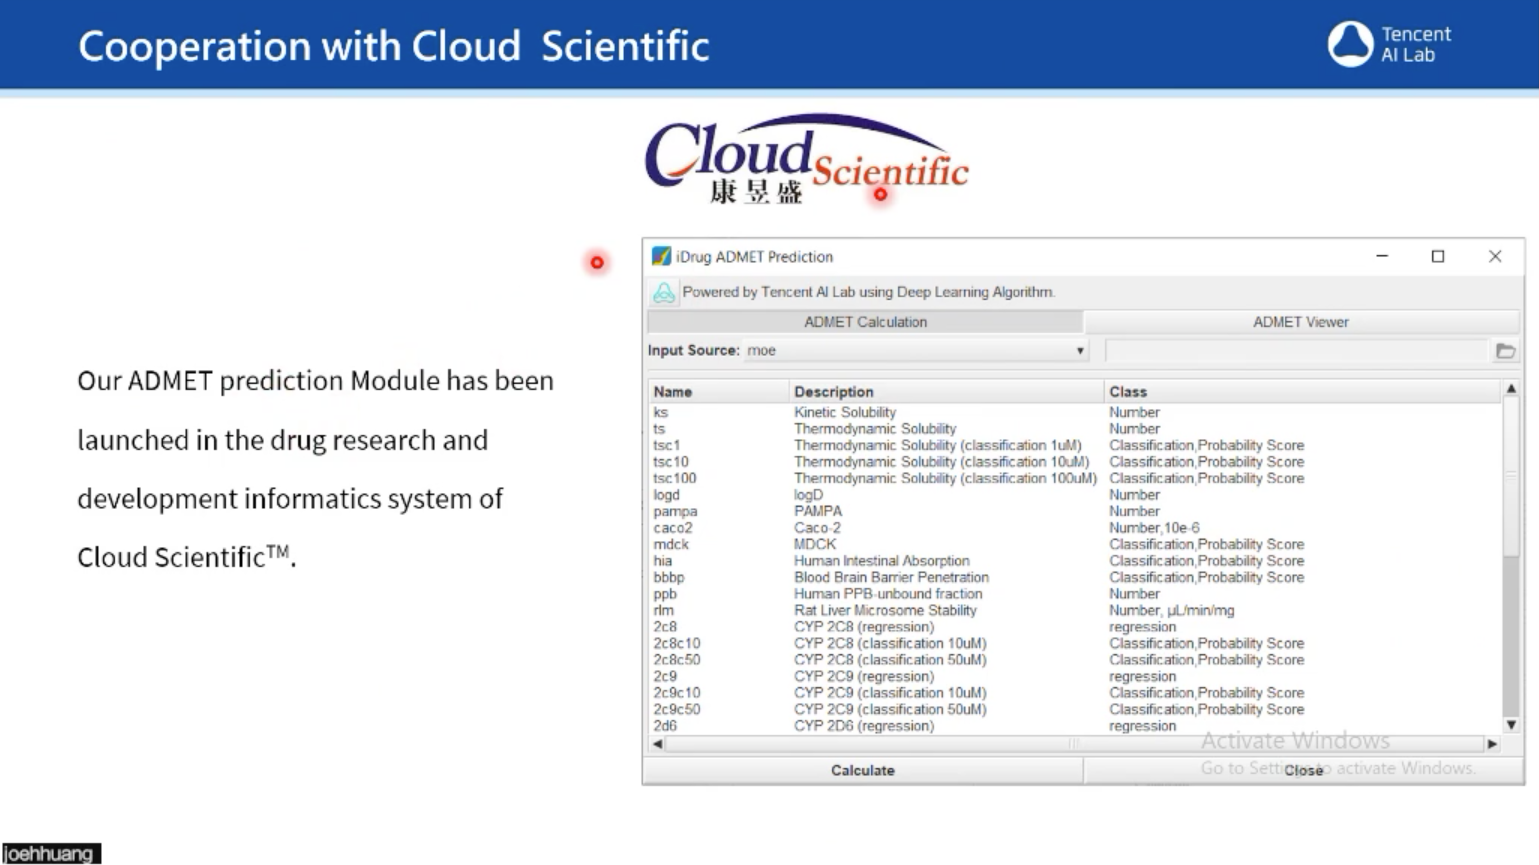 Cooperation with Cloud Scientific
Tencent
AI Lab
Cloud Scientific
康昱盛
Our ADMET prediction Module has been
launched in the drug research and
development informatics system of
Cloud Scientific™.
iDrug ADMET Prediction
Powered by Tencent AI Lab using Deep Learning Algorithm.
ADMET Calculation ADMET Viewer
Input Source: moe
Name Description Class
ks Kinetic Solubility Number
ts Thermodynamic Solubility Number
tsc1 Thermodynamic Solubility (classification 1uM) Classification,Probability Score
tsc10 Thermodynamic Solubility (classification 10uM) Classification,Probability Score
tsc100 Thermodynamic Solubility (classification 100uM) Classification,Probability Score
logd logD Number
pampa PAMPA Number
caco2 Caco-2 Number,10e-6
mdck MDCK Classification,Probability Score
hia Human Intestinal Absorption Classification,Probability Score
bbbp Blood Brain Barrier Penetration Classification,Probability Score
ppb Human PPB-unbound fraction Number
rlm Rat Liver Microsome Stability Number, µL/min/mg
2c8 CYP 2C8 (regression) regression
2c8c10 CYP 2C8 (classification 10uM) Classification,Probability Score
2c8c50 CYP 2C8 (classification 50uM) Classification,Probability Score
2c9 CYP 2C9 (regression) regression
2c9c10 CYP 2C9 (classification 10uM) Classification,Probability Score
2c9c50 CYP 2C9 (classification 50uM) Classification,Probability Score
2d6 CYP 2D6 (regression) regression
Activate Windows
Go to Settings to activate Windows.
Calculate Close
joehhuang